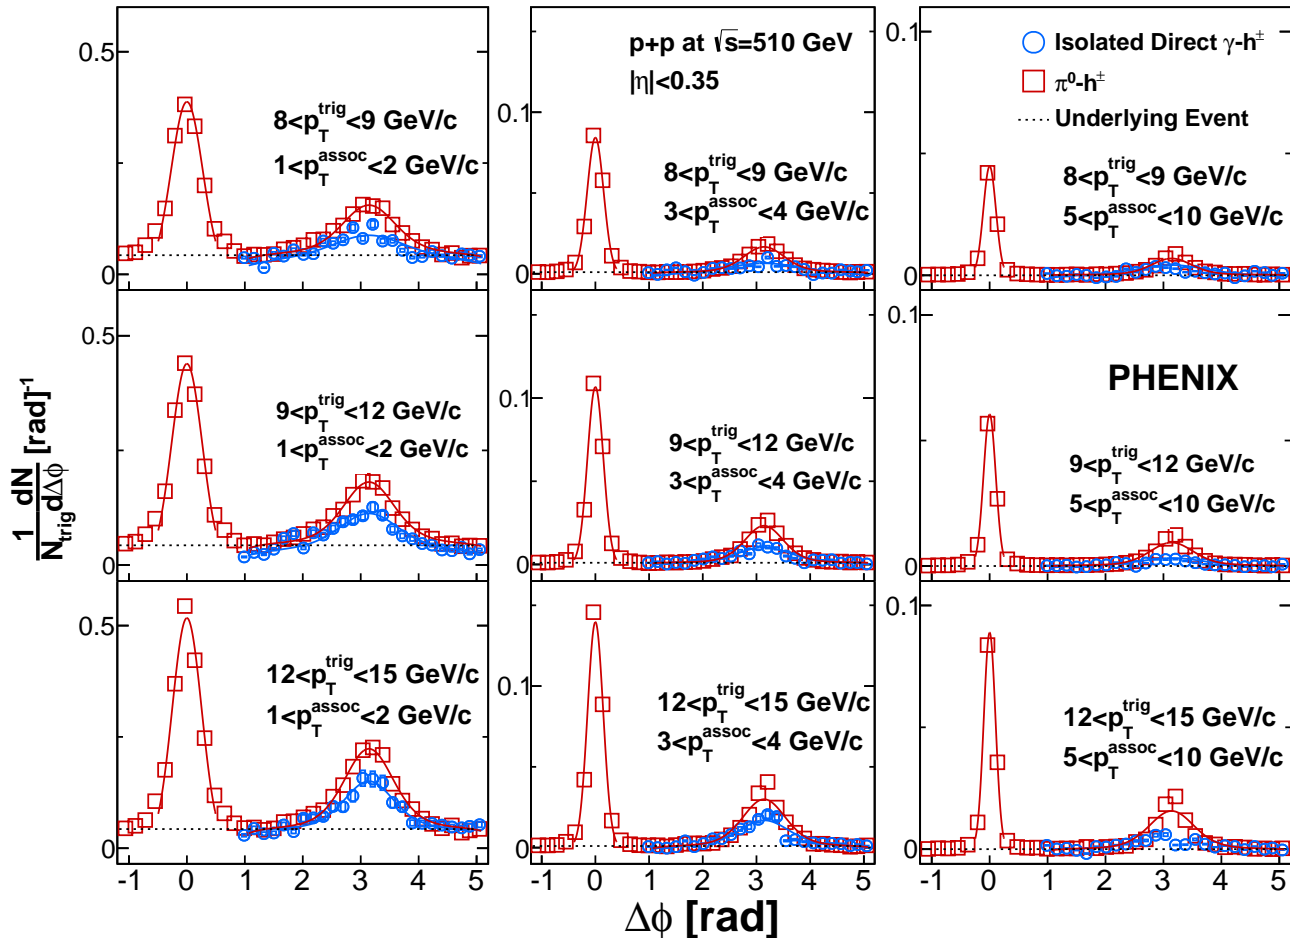 0.5
0
8<p_T^trig<9 GeV/c
1<p_T^assoc<2 GeV/c
p+p at √s=510 GeV
|η|<0.35
0.1
0
8<p_T^trig<9 GeV/c
3<p_T^assoc<4 GeV/c
0.1
0
Isolated Direct γ-h±
π⁰-h±
Underlying Event
8<p_T^trig<9 GeV/c
5<p_T^assoc<10 GeV/c
1/N_trig dN/dΔϕ [rad]⁻¹
0.5
0
9<p_T^trig<12 GeV/c
1<p_T^assoc<2 GeV/c
0.1
0
9<p_T^trig<12 GeV/c
3<p_T^assoc<4 GeV/c
0.1
0
PHENIX
9<p_T^trig<12 GeV/c
5<p_T^assoc<10 GeV/c
0.5
0
12<p_T^trig<15 GeV/c
1<p_T^assoc<2 GeV/c
0.1
0
12<p_T^trig<15 GeV/c
3<p_T^assoc<4 GeV/c
0.1
0
12<p_T^trig<15 GeV/c
5<p_T^assoc<10 GeV/c
-1 0 1 2 3 4 5
-1 0 1 2 3 4 5
-1 0 1 2 3 4 5
Δϕ [rad]